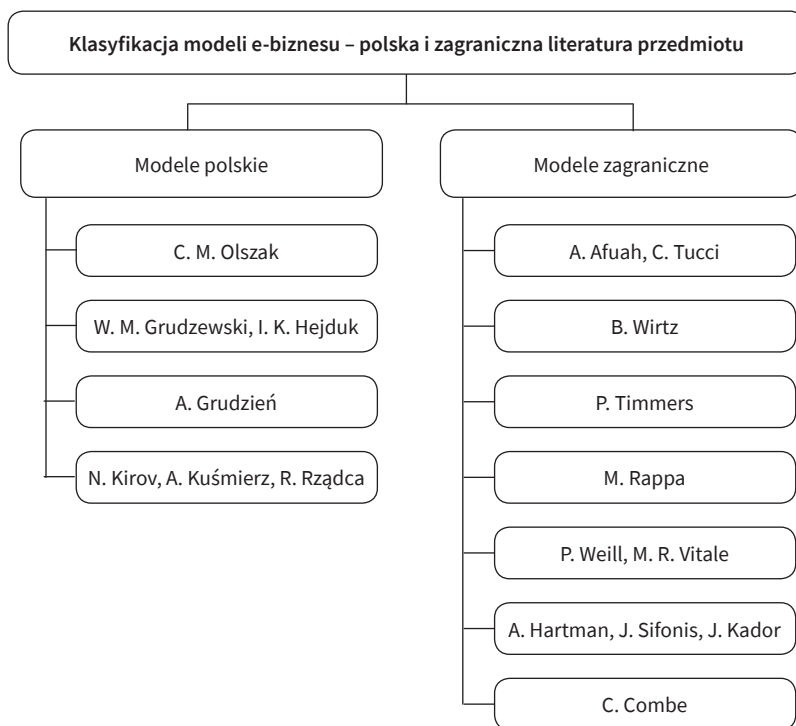 Klasyfikacja modeli e-biznesu – polska i zagraniczna literatura przedmiotu
Modele polskie
C. M. Olszak
W. M. Grudzewski, I. K. Hejduk
A. Grudzień
N. Kirov, A. Kuśmierz, R. Rządca
Modele zagraniczne
A. Afuah, C. Tucci
B. Wirtz
P. Timmers
M. Rappa
P. Weill, M. R. Vitale
A. Hartman, J. Sifonis, J. Kador
C. Combe